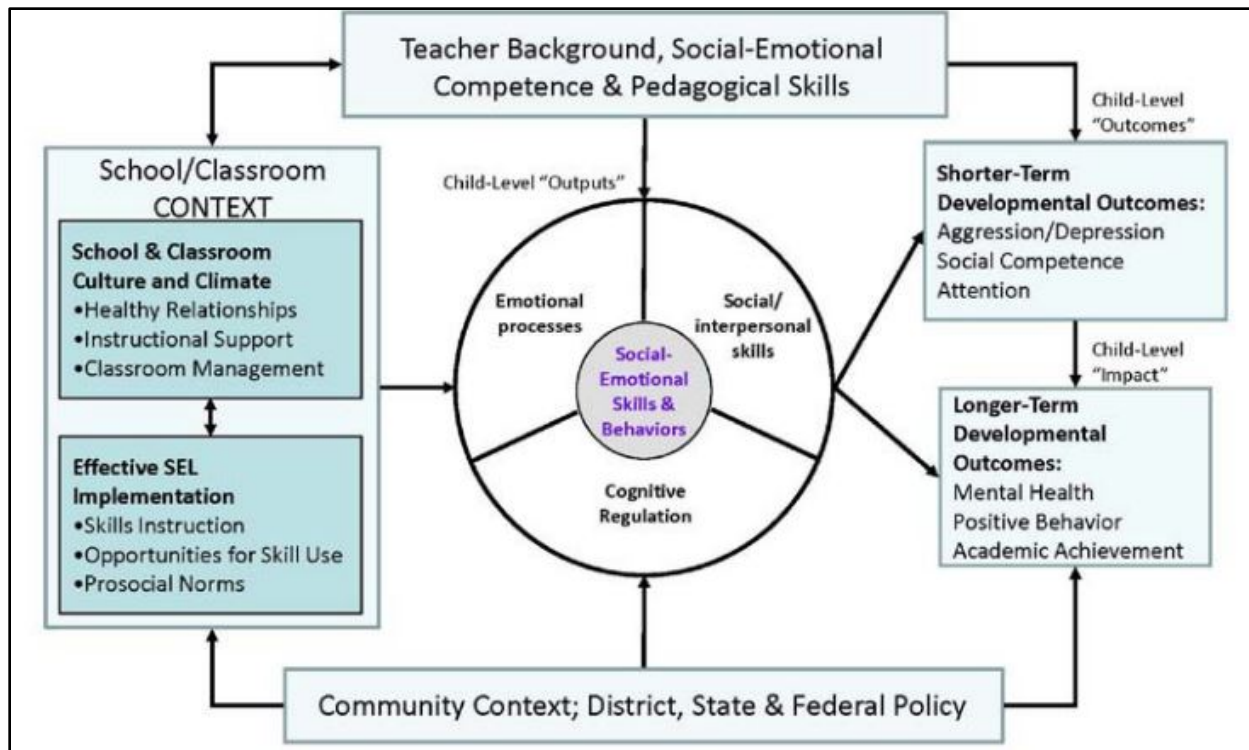 Teacher Background, Social-Emotional
Competence & Pedagogical Skills
Child-Level
"Outcomes"
School/Classroom
CONTEXT
School & Classroom
Culture and Climate
•Healthy Relationships
•Instructional Support
•Classroom Management
Effective SEL
Implementation
•Skills Instruction
•Opportunities for Skill Use
•Prosocial Norms
Child-Level "Outputs"
Emotional
processes
Social/
interpersonal
skills
Social-
Emotional
Skills &
Behaviors
Cognitive
Regulation
Shorter-Term
Developmental Outcomes:
Aggression/Depression
Social Competence
Attention
Child-Level
"Impact"
Longer-Term
Developmental
Outcomes:
Mental Health
Positive Behavior
Academic Achievement
Community Context; District, State & Federal Policy